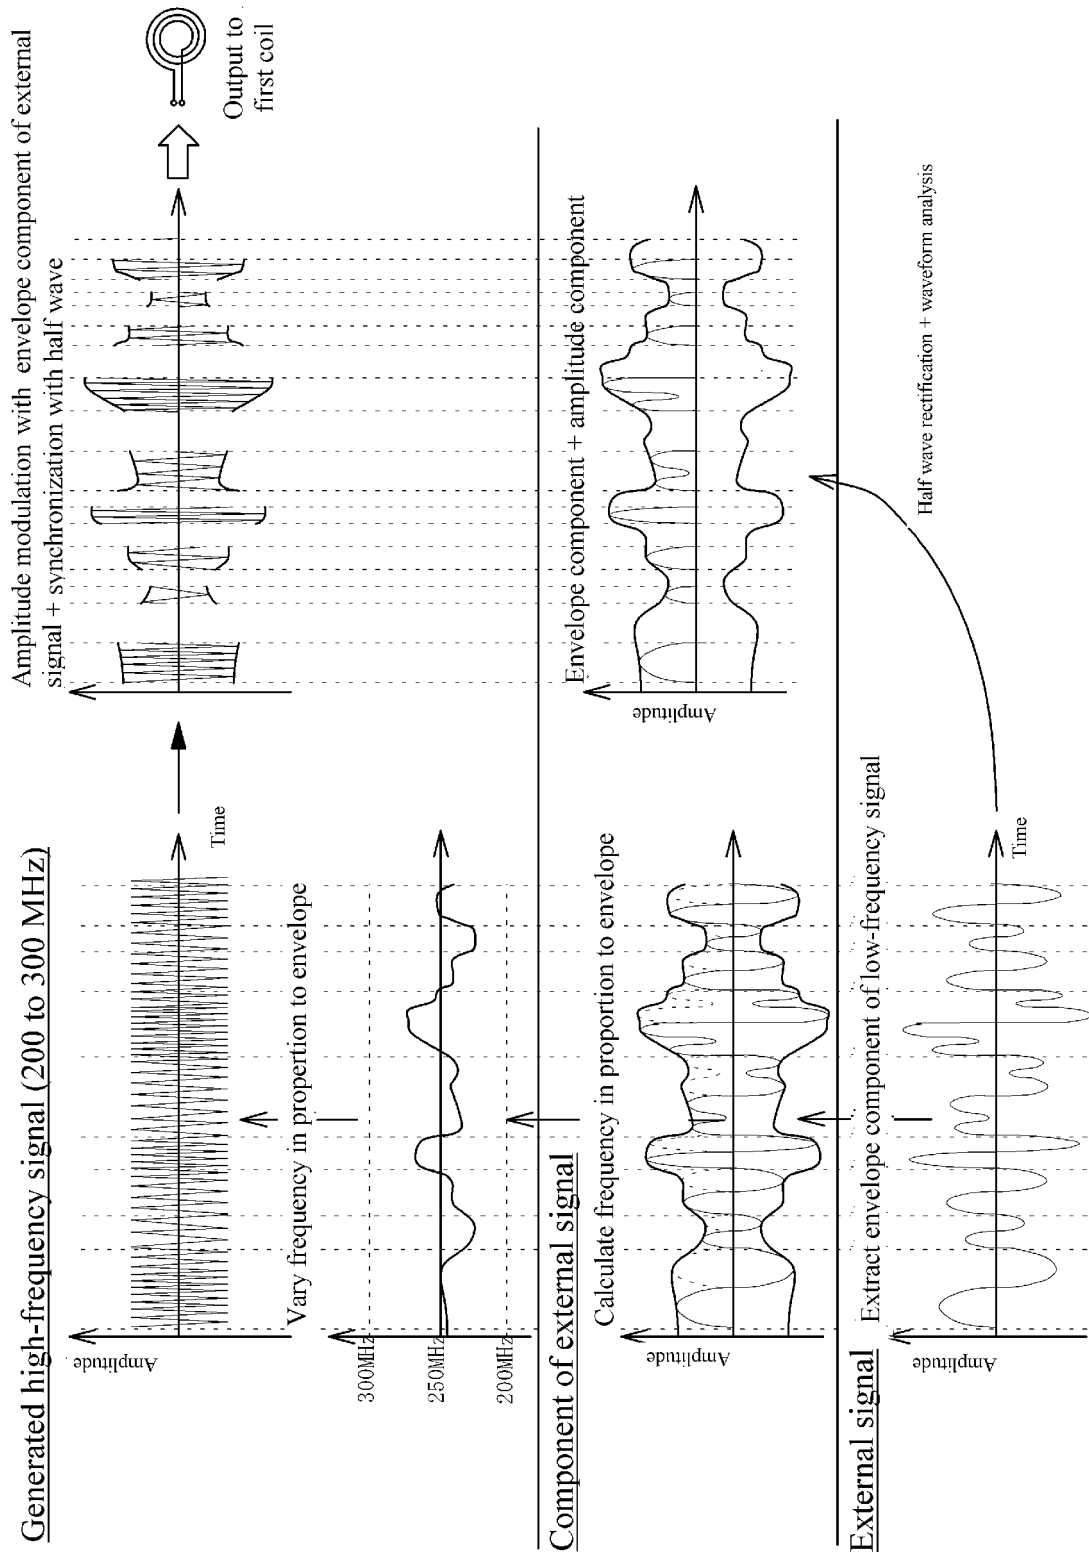 Generated high-frequency signal (200 to 300 MHz)
Amplitude
Time
Amplitude modulation with envelope component of external
signal + synchronization with half wave
Output to
first coil
Vary frequency in propertion to envelope
300MHz
250MHz
200MHz
Component of external signal
Calculate frequency in proportion to envelope
Amplitude
Envelope component + amplitude component
Amplitude
External signal
Extract envelope component of low-frequency signal
Amplitude
Time
Half wave rectification + waveform analysis